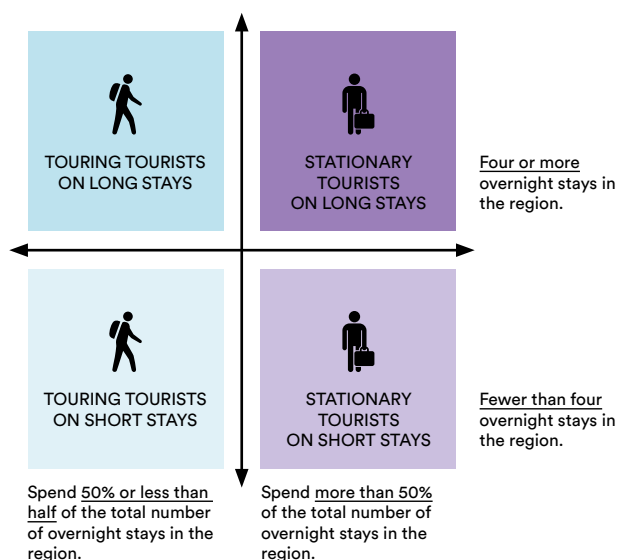 TOURING TOURISTS
ON LONG STAYS
STATIONARY
TOURISTS
ON LONG STAYS
Four or more
overnight stays in
the region.
TOURING TOURISTS
ON SHORT STAYS
STATIONARY
TOURISTS
ON SHORT STAYS
Fewer than four
overnight stays in
the region.
Spend 50% or less than
half of the total number
of overnight stays in the
region.
Spend more than 50%
of the total number of
overnight stays in the
region.